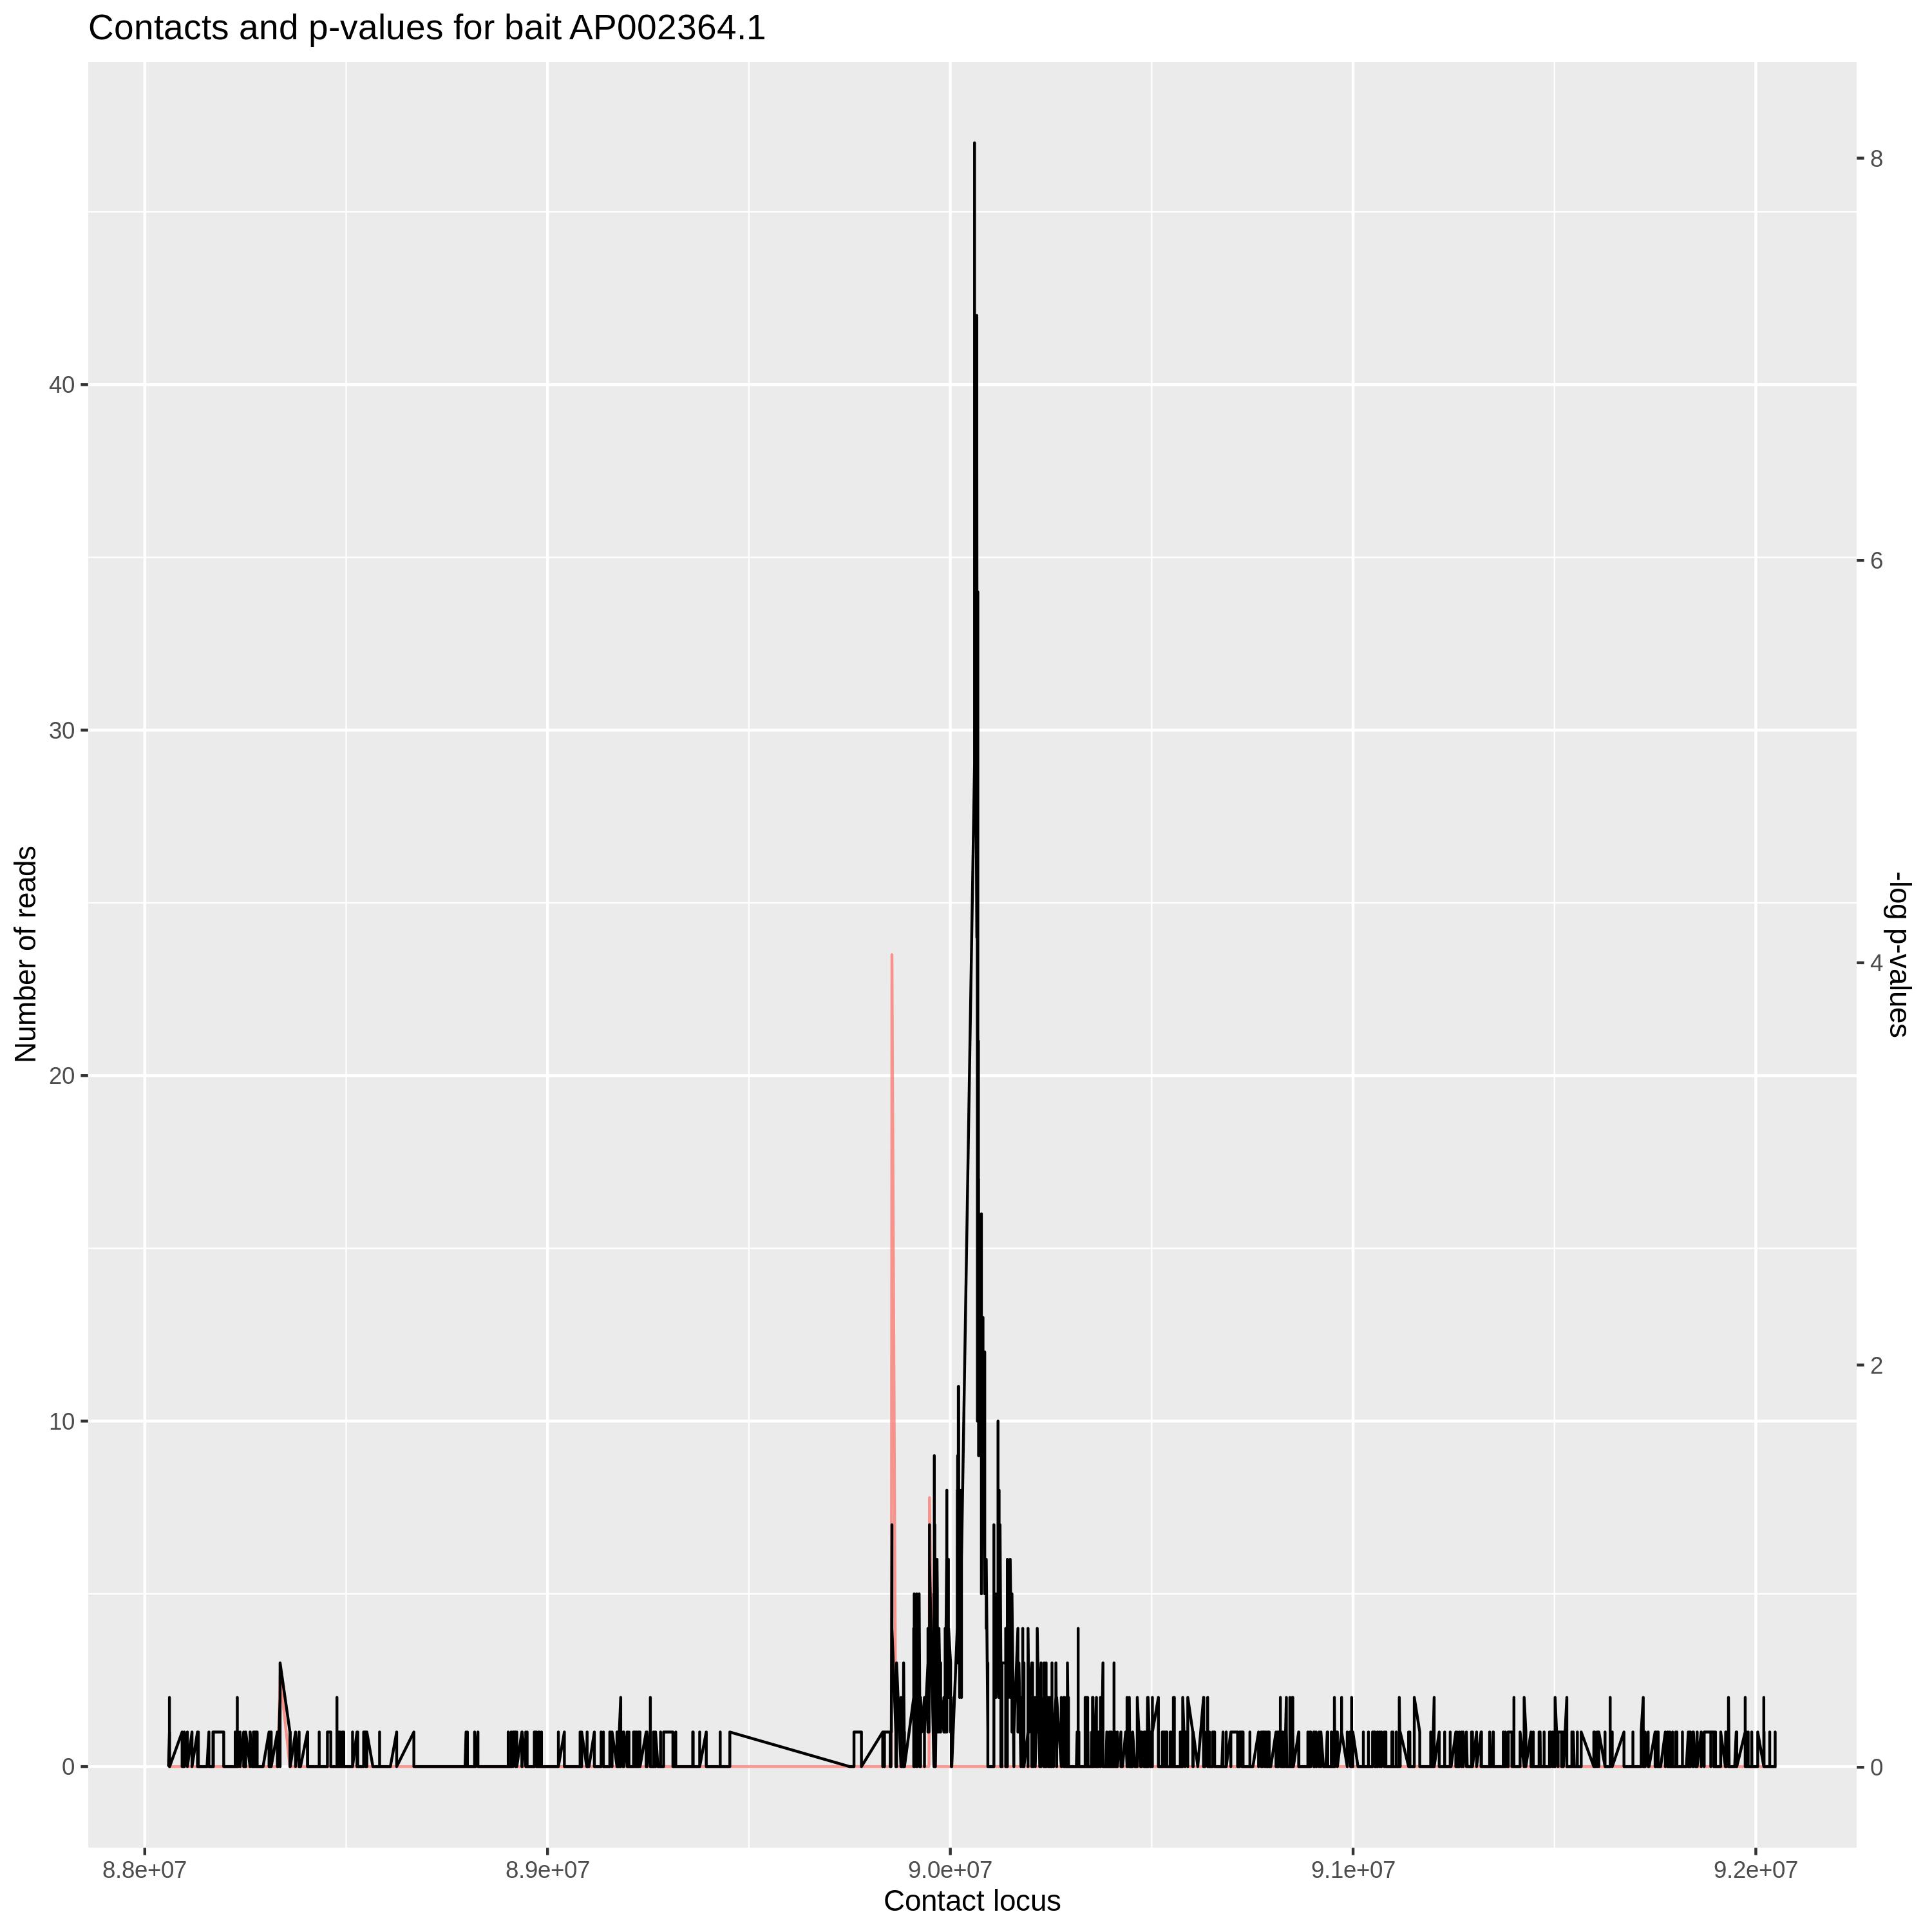 Contacts and p-values for bait AP002364.1
40
30
20
10
0
Number of reads
8
6
4
2
0
-log p-values
8.8e+07 8.9e+07 9.0e+07 9.1e+07 9.2e+07
Contact locus